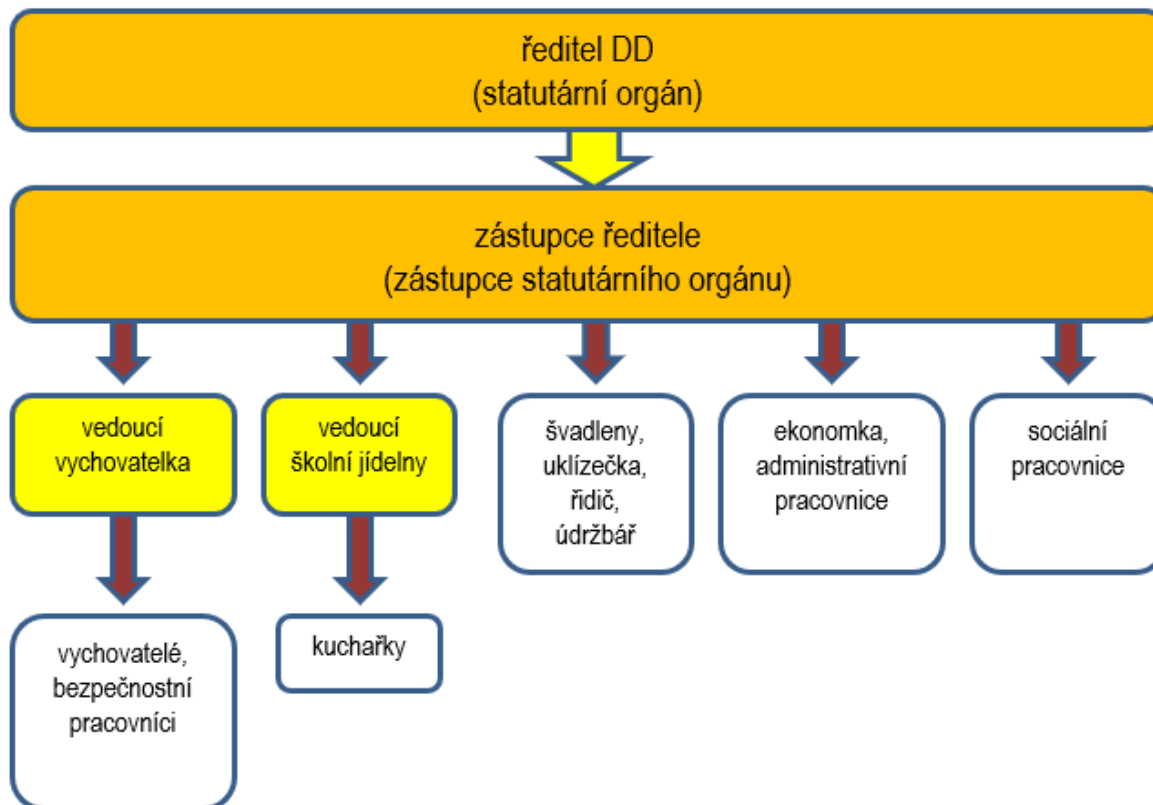 ředitel DD
(statutární orgán)
zástupce ředitele
(zástupce statutárního orgánu)
vedoucí
vychovatelka
vedoucí
školní jídelny
švadleny,
uklízečka,
řidič,
údržbář
ekonomka,
administrativní
pracovnice
sociální
pracovnice
vychovatelé,
bezpečnostní
pracovníci
kuchařky